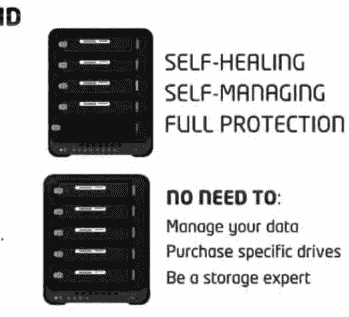 ID
SELF-HEALING
SELF-MANAGING
FULL PROTECTION
NO NEED TO:
Manage your data
Purchase specific drives
Be a storage expert